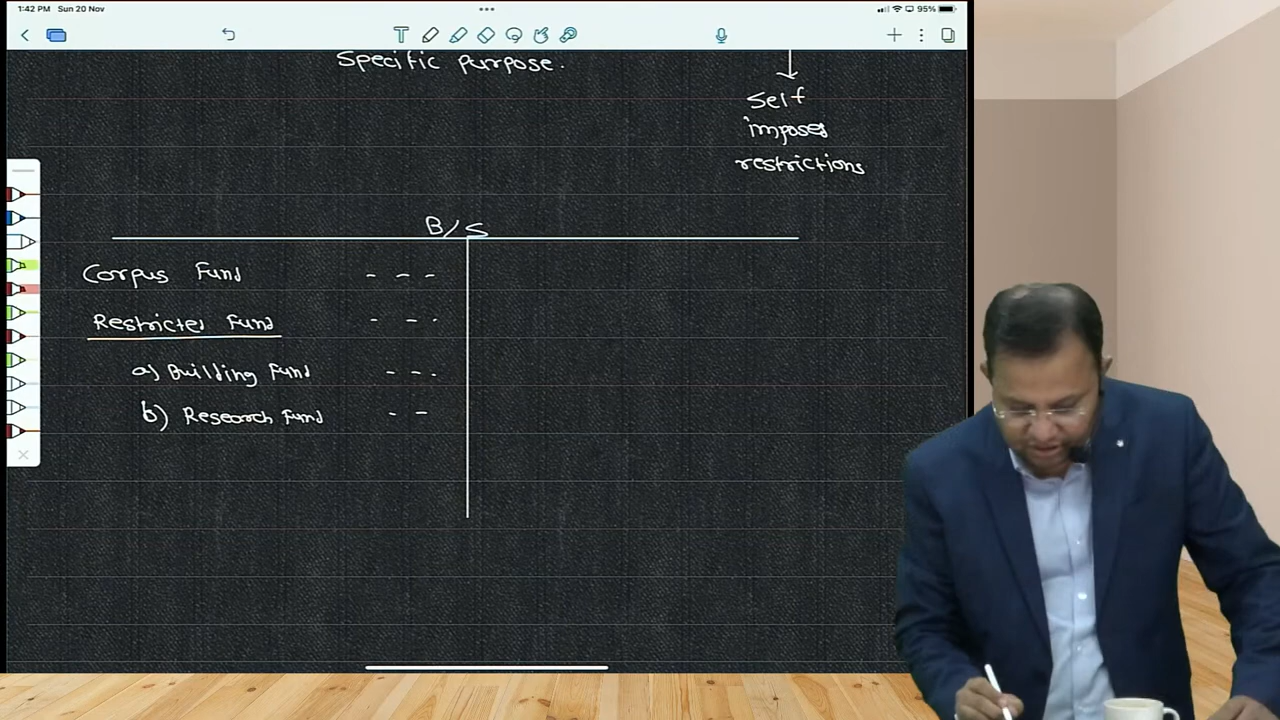 1:42 PM Sun 20 Nov
95%
T
Specific purpose.
Self
imposes
restrictions
B/S
Corpus Fund - - -
Restricted Fund - - -
a) Building Fund - - -
b) Research Fund - -